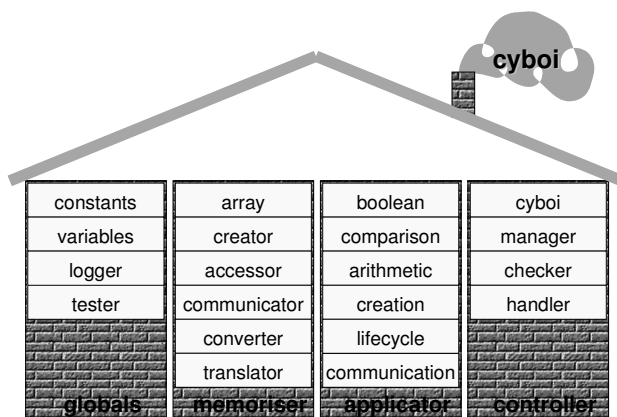 cyboi
constants
variables
logger
tester
globals
array
creator
accessor
communicator
converter
translator
memoriser
boolean
comparison
arithmetic
creation
lifecycle
communication
applicator
cyboi
manager
checker
handler
controller